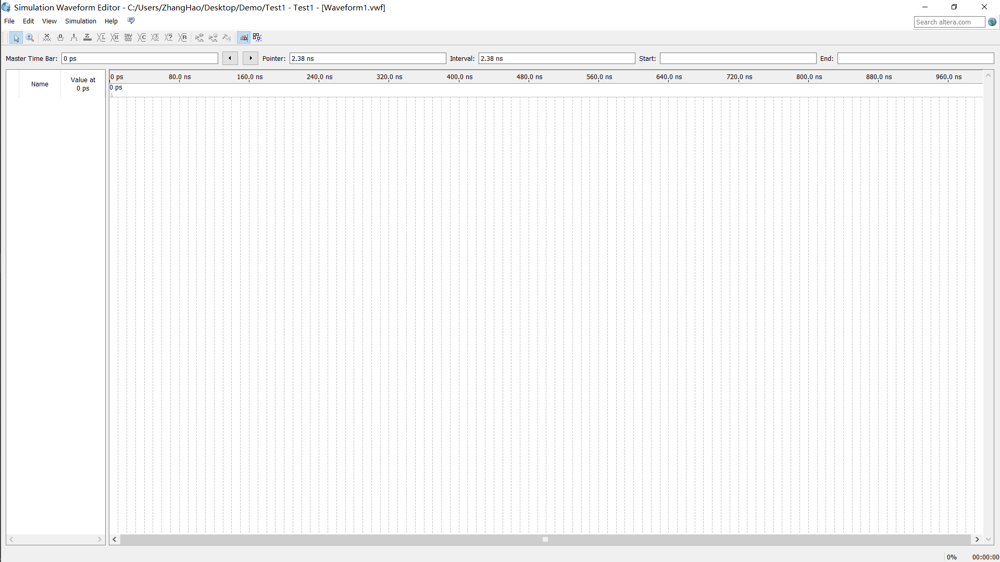 Simulation Waveform Editor - C:/Users/ZhangHao/Desktop/Demo/Test1 - Test1 - [Waveform1.vwf]
File Edit View Simulation Help
Search altera.com
Master Time Bar: 0 ps Pointer: 2.38 ns Interval: 2.38 ns Start: End:
Name Value at 0 ps
0 ps 80.0 ns 160.0 ns 240.0 ns 320.0 ns 400.0 ns 480.0 ns 560.0 ns 640.0 ns 720.0 ns 800.0 ns 880.0 ns 960.0 ns
0 ps
0% 00:00:00